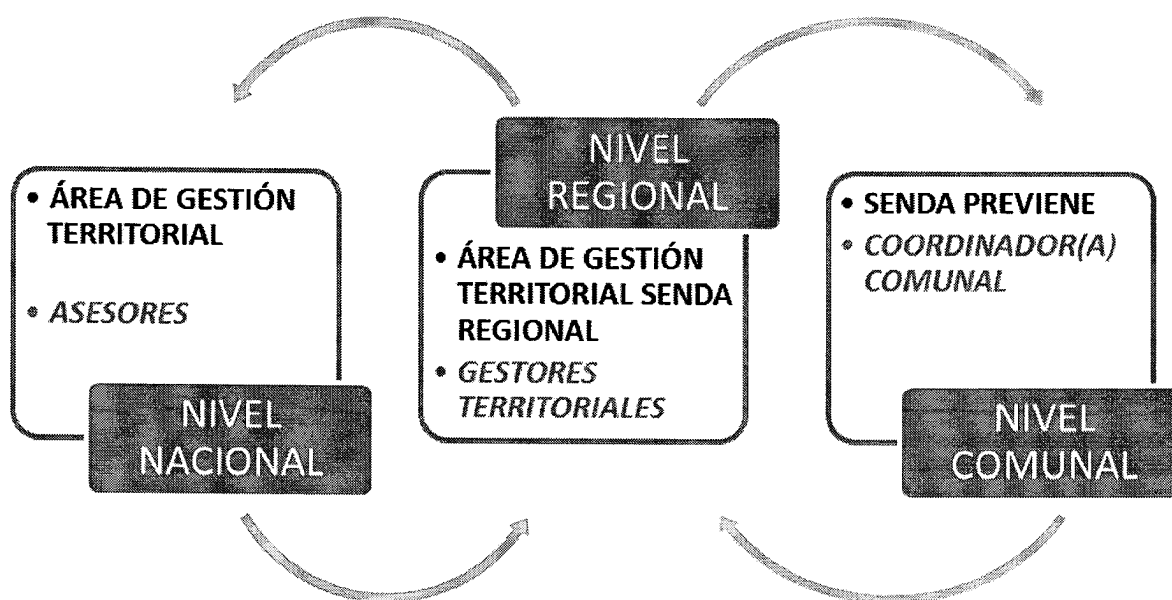 • ÁREA DE GESTIÓN
TERRITORIAL
• ASESORES
NIVEL
NACIONAL
NIVEL
REGIONAL
• ÁREA DE GESTIÓN
TERRITORIAL SENDA
REGIONAL
• GESTORES
TERRITORIALES
• SENDA PREVIENE
• COORDINADOR(A)
COMUNAL
NIVEL
COMUNAL